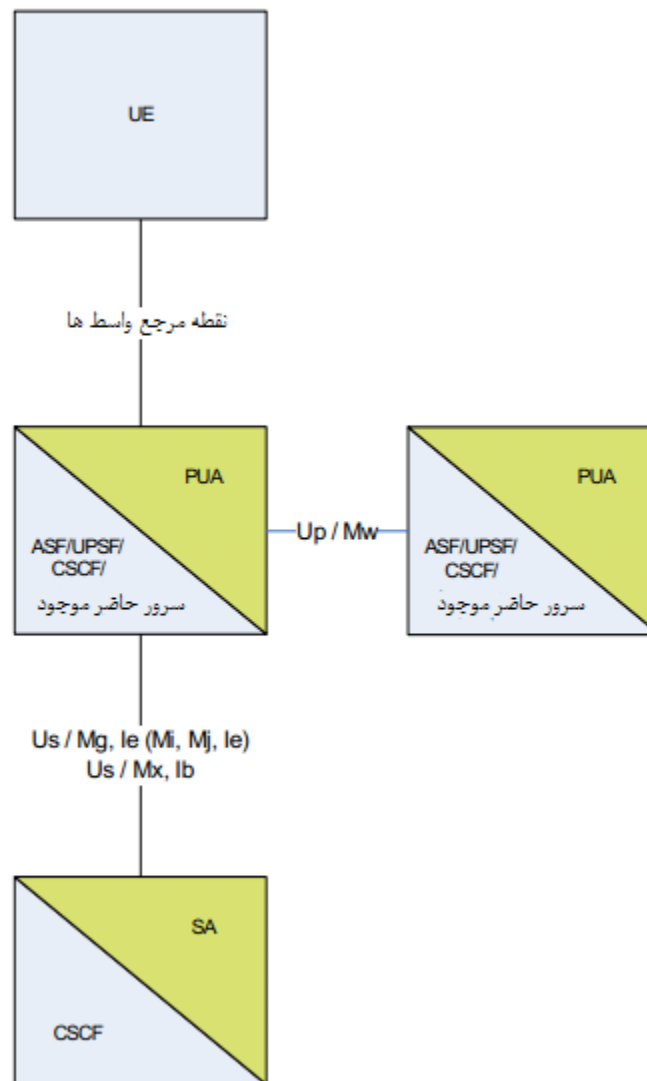 UE
نقطه مرجع واسط ها
PUA
ASF/UPSF/
CSCF/
سرور حاضر موجود
Up / Mw
PUA
ASF/UPSF/
CSCF/
سرور حاضر موجود
Us / Mg, Ie (Mi, Mj, Ie)
Us / Mx, Ib
SA
CSCF